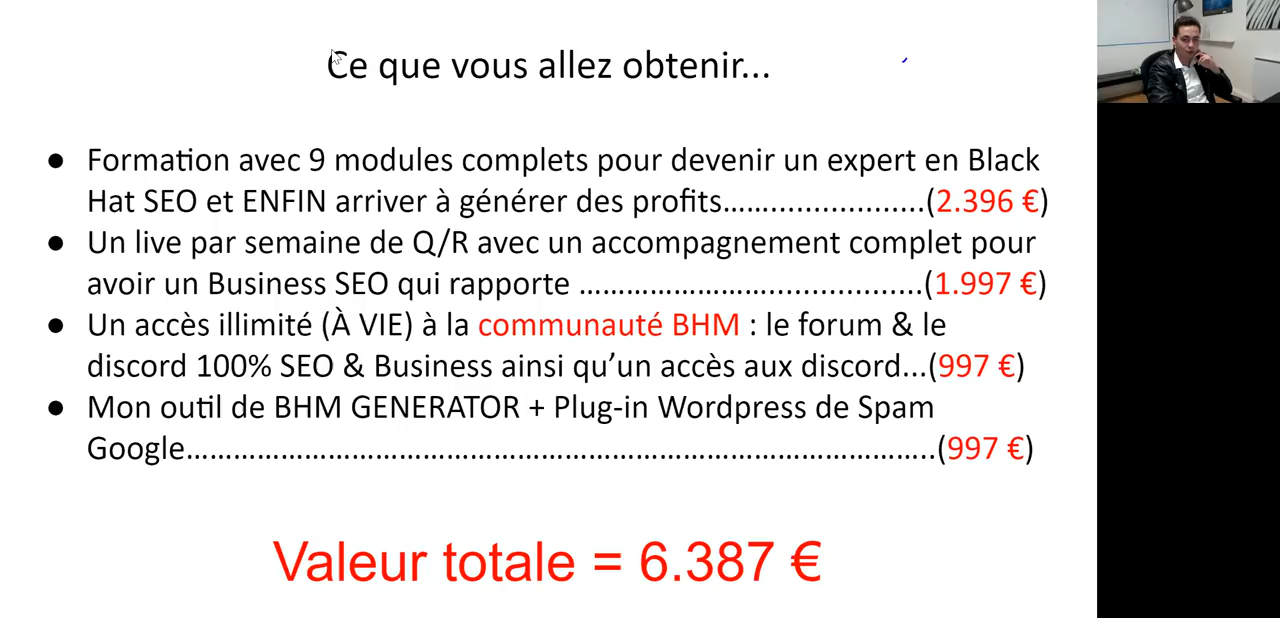 Ce que vous allez obtenir...
● Formation avec 9 modules complets pour devenir un expert en Black
Hat SEO et ENFIN arriver à générer des profits…...................(2.396 €)
● Un live par semaine de Q/R avec un accompagnement complet pour
avoir un Business SEO qui rapporte …………………...............(1.997 €)
● Un accès illimité (À VIE) à la communauté BHM : le forum & le
discord 100% SEO & Business ainsi qu’un accès aux discord...(997 €)
● Mon outil de BHM GENERATOR + Plug-in Wordpress de Spam
Google………………………………………………………………………………..(997 €)
Valeur totale = 6.387 €